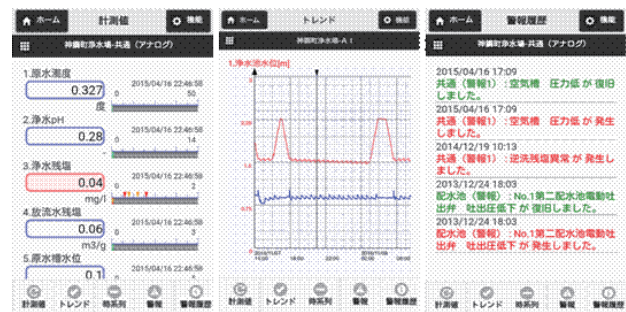 ホーム
計測値
機能
神鋼町浄水場-共通（アナログ）
1.原水濁度
0.327
2015/04/16 22:46:58
0 50
度
2.浄水pH
0.28
2015/04/16 22:46:58
0 14
-
3.浄水残塩
0.04
2015/04/16 22:46:58
0 2
mg/l
4.放流水残塩
0.06
2015/04/16 22:46:58
0 3
m3/g
5.原水槽水位
0.1
2015/04/16 22:46:58
計測値 トレンド 時系列 警報 警報履歴
ホーム
トレンド
機能
神鋼町浄水場-A1
1.浄水池水位[m]
3
2.25
1.5
0.75
0
計測値 トレンド 時系列 警報 警報履歴
ホーム
警報履歴
機能
神鋼町浄水場-共通（アナログ）
2015/04/16 17:09
共通（警報1）：空気槽 圧力低 が 復旧
しました。
2015/04/16 17:09
共通（警報1）：空気槽 圧力低 が 発生
しました。
2014/12/19 10:13
共通（警報1）：逆洗残塩異常 が 発生し
ました。
2013/12/24 18:03
配水池（警報）：No.1第二配水池電動吐
出弁 吐出圧低下 が 復旧しました。
2013/12/24 18:03
配水池（警報）：No.1第二配水池電動吐
出弁 吐出圧低下 が 発生しました。
計測値 トレンド 時系列 警報 警報履歴